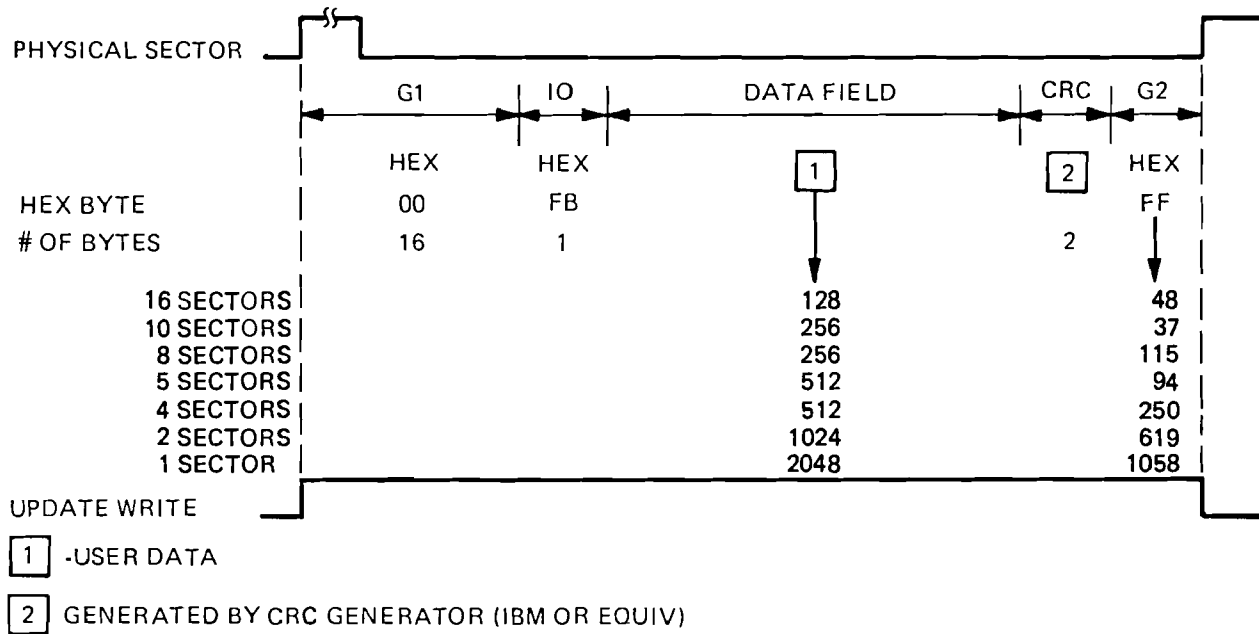 PHYSICAL SECTOR
G1 IO DATA FIELD CRC G2
HEX HEX 1 2 HEX
HEX BYTE 00 FB FF
# OF BYTES 16 1 2
16 SECTORS 128 48
10 SECTORS 256 37
8 SECTORS 256 115
5 SECTORS 512 94
4 SECTORS 512 250
2 SECTORS 1024 619
1 SECTOR 2048 1058
UPDATE WRITE
1 -USER DATA
2 GENERATED BY CRC GENERATOR (IBM OR EQUIV)